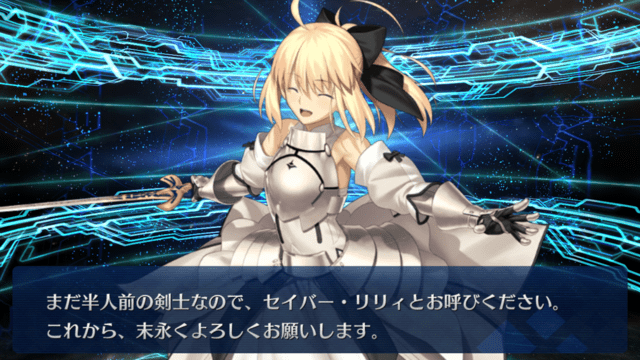 まだ半人前の剣士なので、セイバー・リリィとお呼びください。
これから、末永くよろしくお願いします。